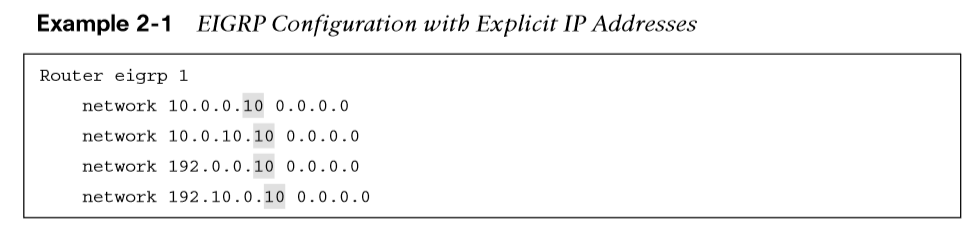 Example 2-1 EIGRP Configuration with Explicit IP Addresses
Router eigrp 1
network 10.0.0.10 0.0.0.0
network 10.0.10.10 0.0.0.0
network 192.0.0.10 0.0.0.0
network 192.10.0.10 0.0.0.0